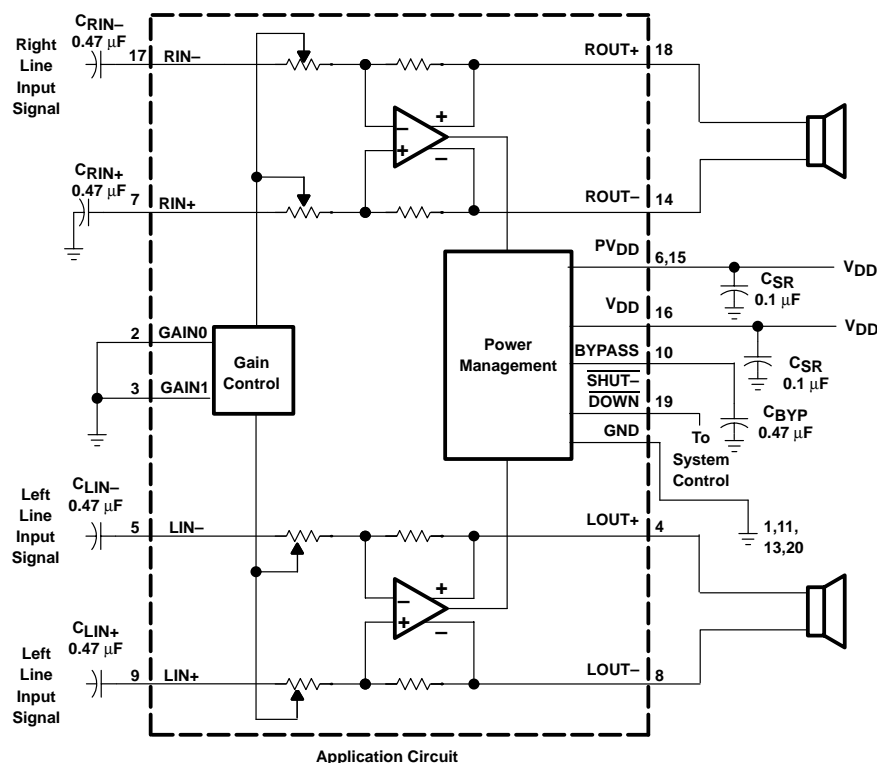 CRIN–
0.47 μF
Right
Line
Input
Signal
17
RIN–
ROUT+
18
CRIN+
0.47 μF
7
RIN+
ROUT–
14
– +
+ –
PVDD
6,15
VDD
CSR
0.1 μF
VDD
16
VDD
CSR
0.1 μF
2
GAIN0
3
GAIN1
Gain
Control
Power
Management
BYPASS
10
SHUT–
DOWN
19
GND
To
System
Control
CBYP
0.47 μF
1,11,
13,20
CLIN–
0.47 μF
Left
Line
Input
Signal
5
LIN–
LOUT+
4
– +
+ –
CLIN+
0.47 μF
Left
Line
Input
Signal
9
LIN+
LOUT–
8
Application Circuit